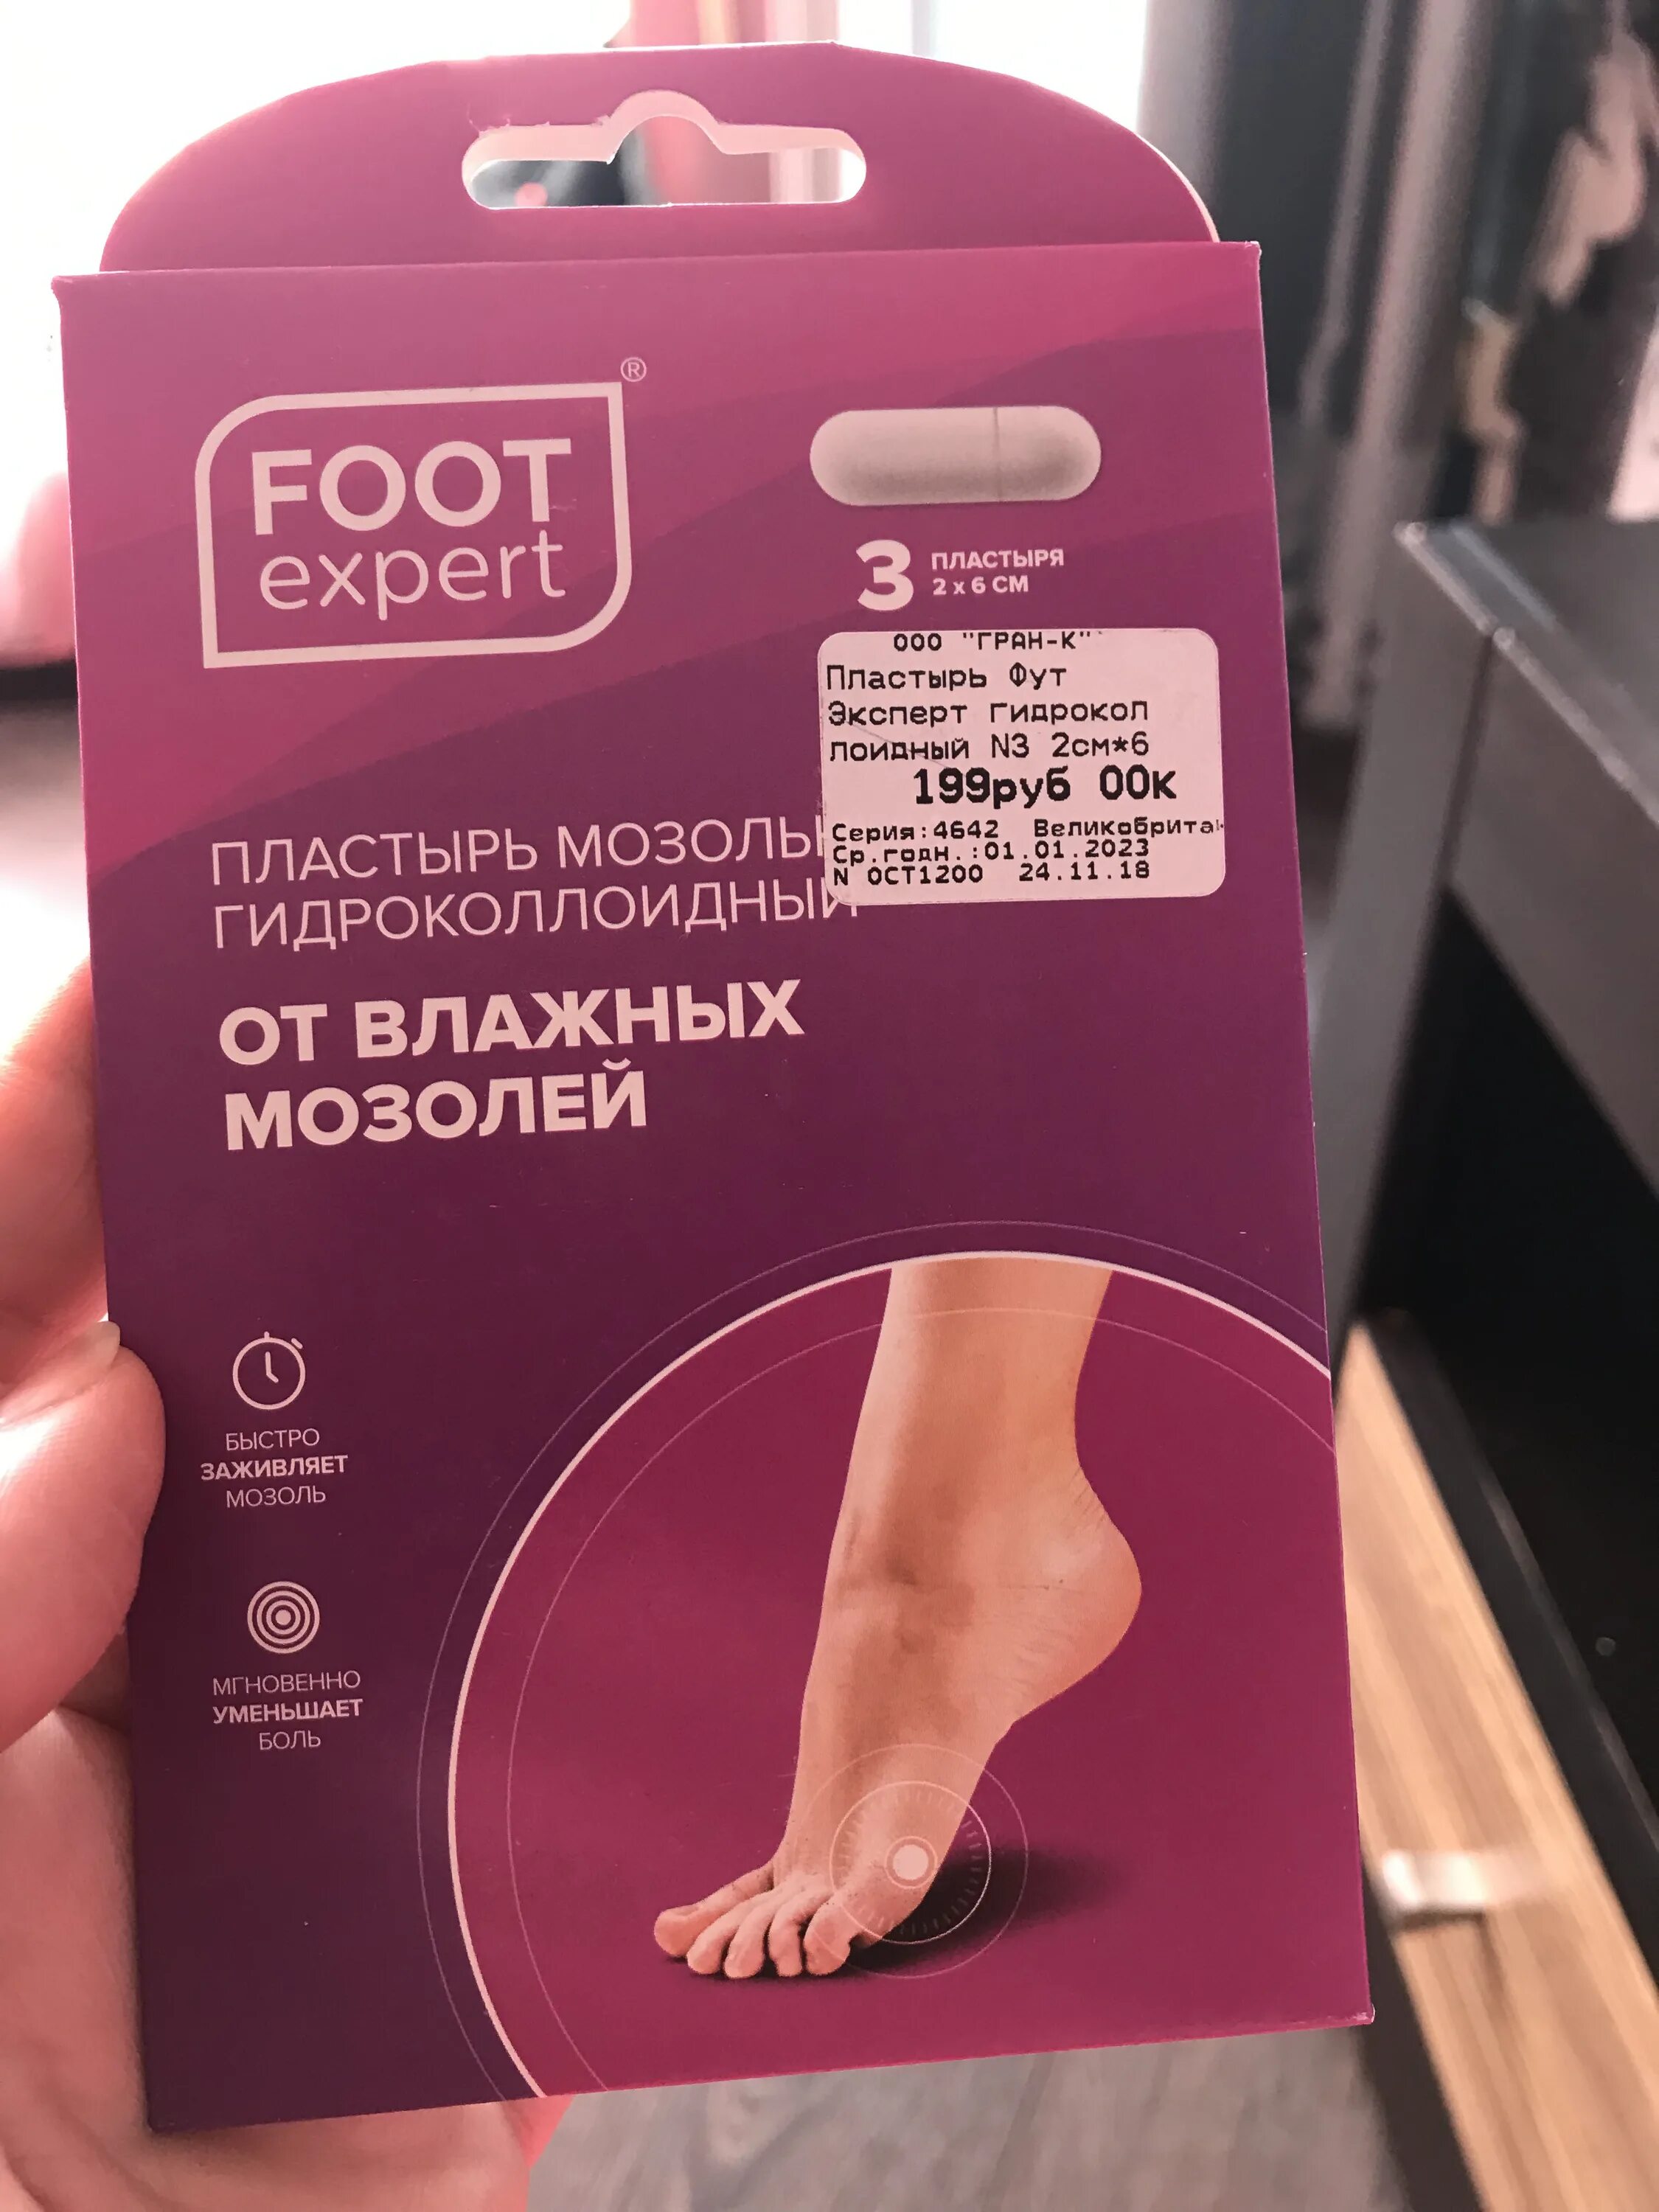 FOOT ®
expert
3 ПЛАСТЫРЯ
2 x 6 СМ
ООО "ГРАН-К"
Пластырь Фут
Эксперт Гидрокол
лоидный N3 2см*6
199руб 00к
Серия:4642 Великобрита
Ср.годн.:01.01.2023
N ОСТ1200 24.11.18
ПЛАСТЫРЬ МОЗОЛЬ
ГИДРОКОЛЛОИДНЫЙ
ОТ ВЛАЖНЫХ
МОЗОЛЕЙ
БЫСТРО
ЗАЖИВЛЯЕТ
МОЗОЛЬ
МГНОВЕННО
УМЕНЬШАЕТ
БОЛЬ